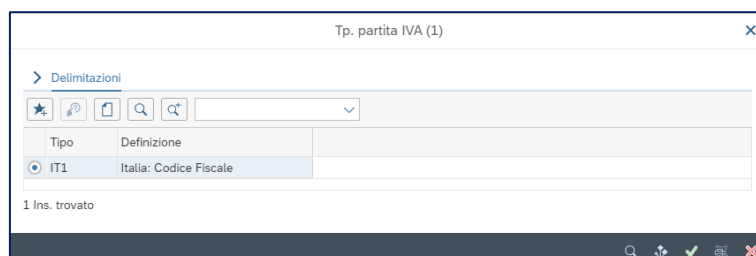 Tp. partita IVA (1)
Delimitazioni
Tipo Definizione
IT1 Italia: Codice Fiscale
1 Ins. trovato